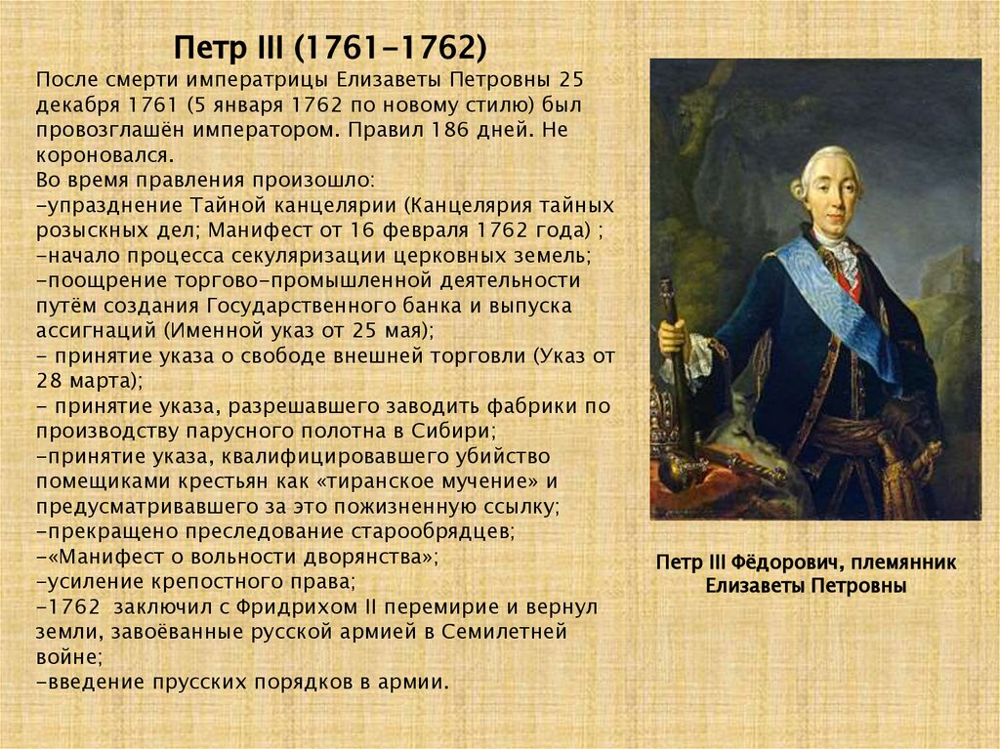 Петр III (1761-1762)
После смерти императрицы Елизаветы Петровны 25
декабря 1761 (5 января 1762 по новому стилю) был
провозглашён императором. Правил 186 дней. Не
короновался.
Во время правления произошло:
-упразднение Тайной канцелярии (Канцелярия тайных
розыскных дел; Манифест от 16 февраля 1762 года) ;
-начало процесса секуляризации церковных земель;
-поощрение торгово-промышленной деятельности
путём создания Государственного банка и выпуска
ассигнаций (Именной указ от 25 мая);
- принятие указа о свободе внешней торговли (Указ от
28 марта);
- принятие указа, разрешавшего заводить фабрики по
производству парусного полотна в Сибири;
-принятие указа, квалифицировавшего убийство
помещиками крестьян как «тиранское мучение» и
предусматривавшего за это пожизненную ссылку;
-прекращено преследование старообрядцев;
-«Манифест о вольности дворянства»;
-усиление крепостного права;
-1762  заключил с Фридрихом II перемирие и вернул
земли, завоёванные русской армией в Семилетней
войне;
-введение прусских порядков в армии.
Петр III Фёдорович, племянник
Елизаветы Петровны